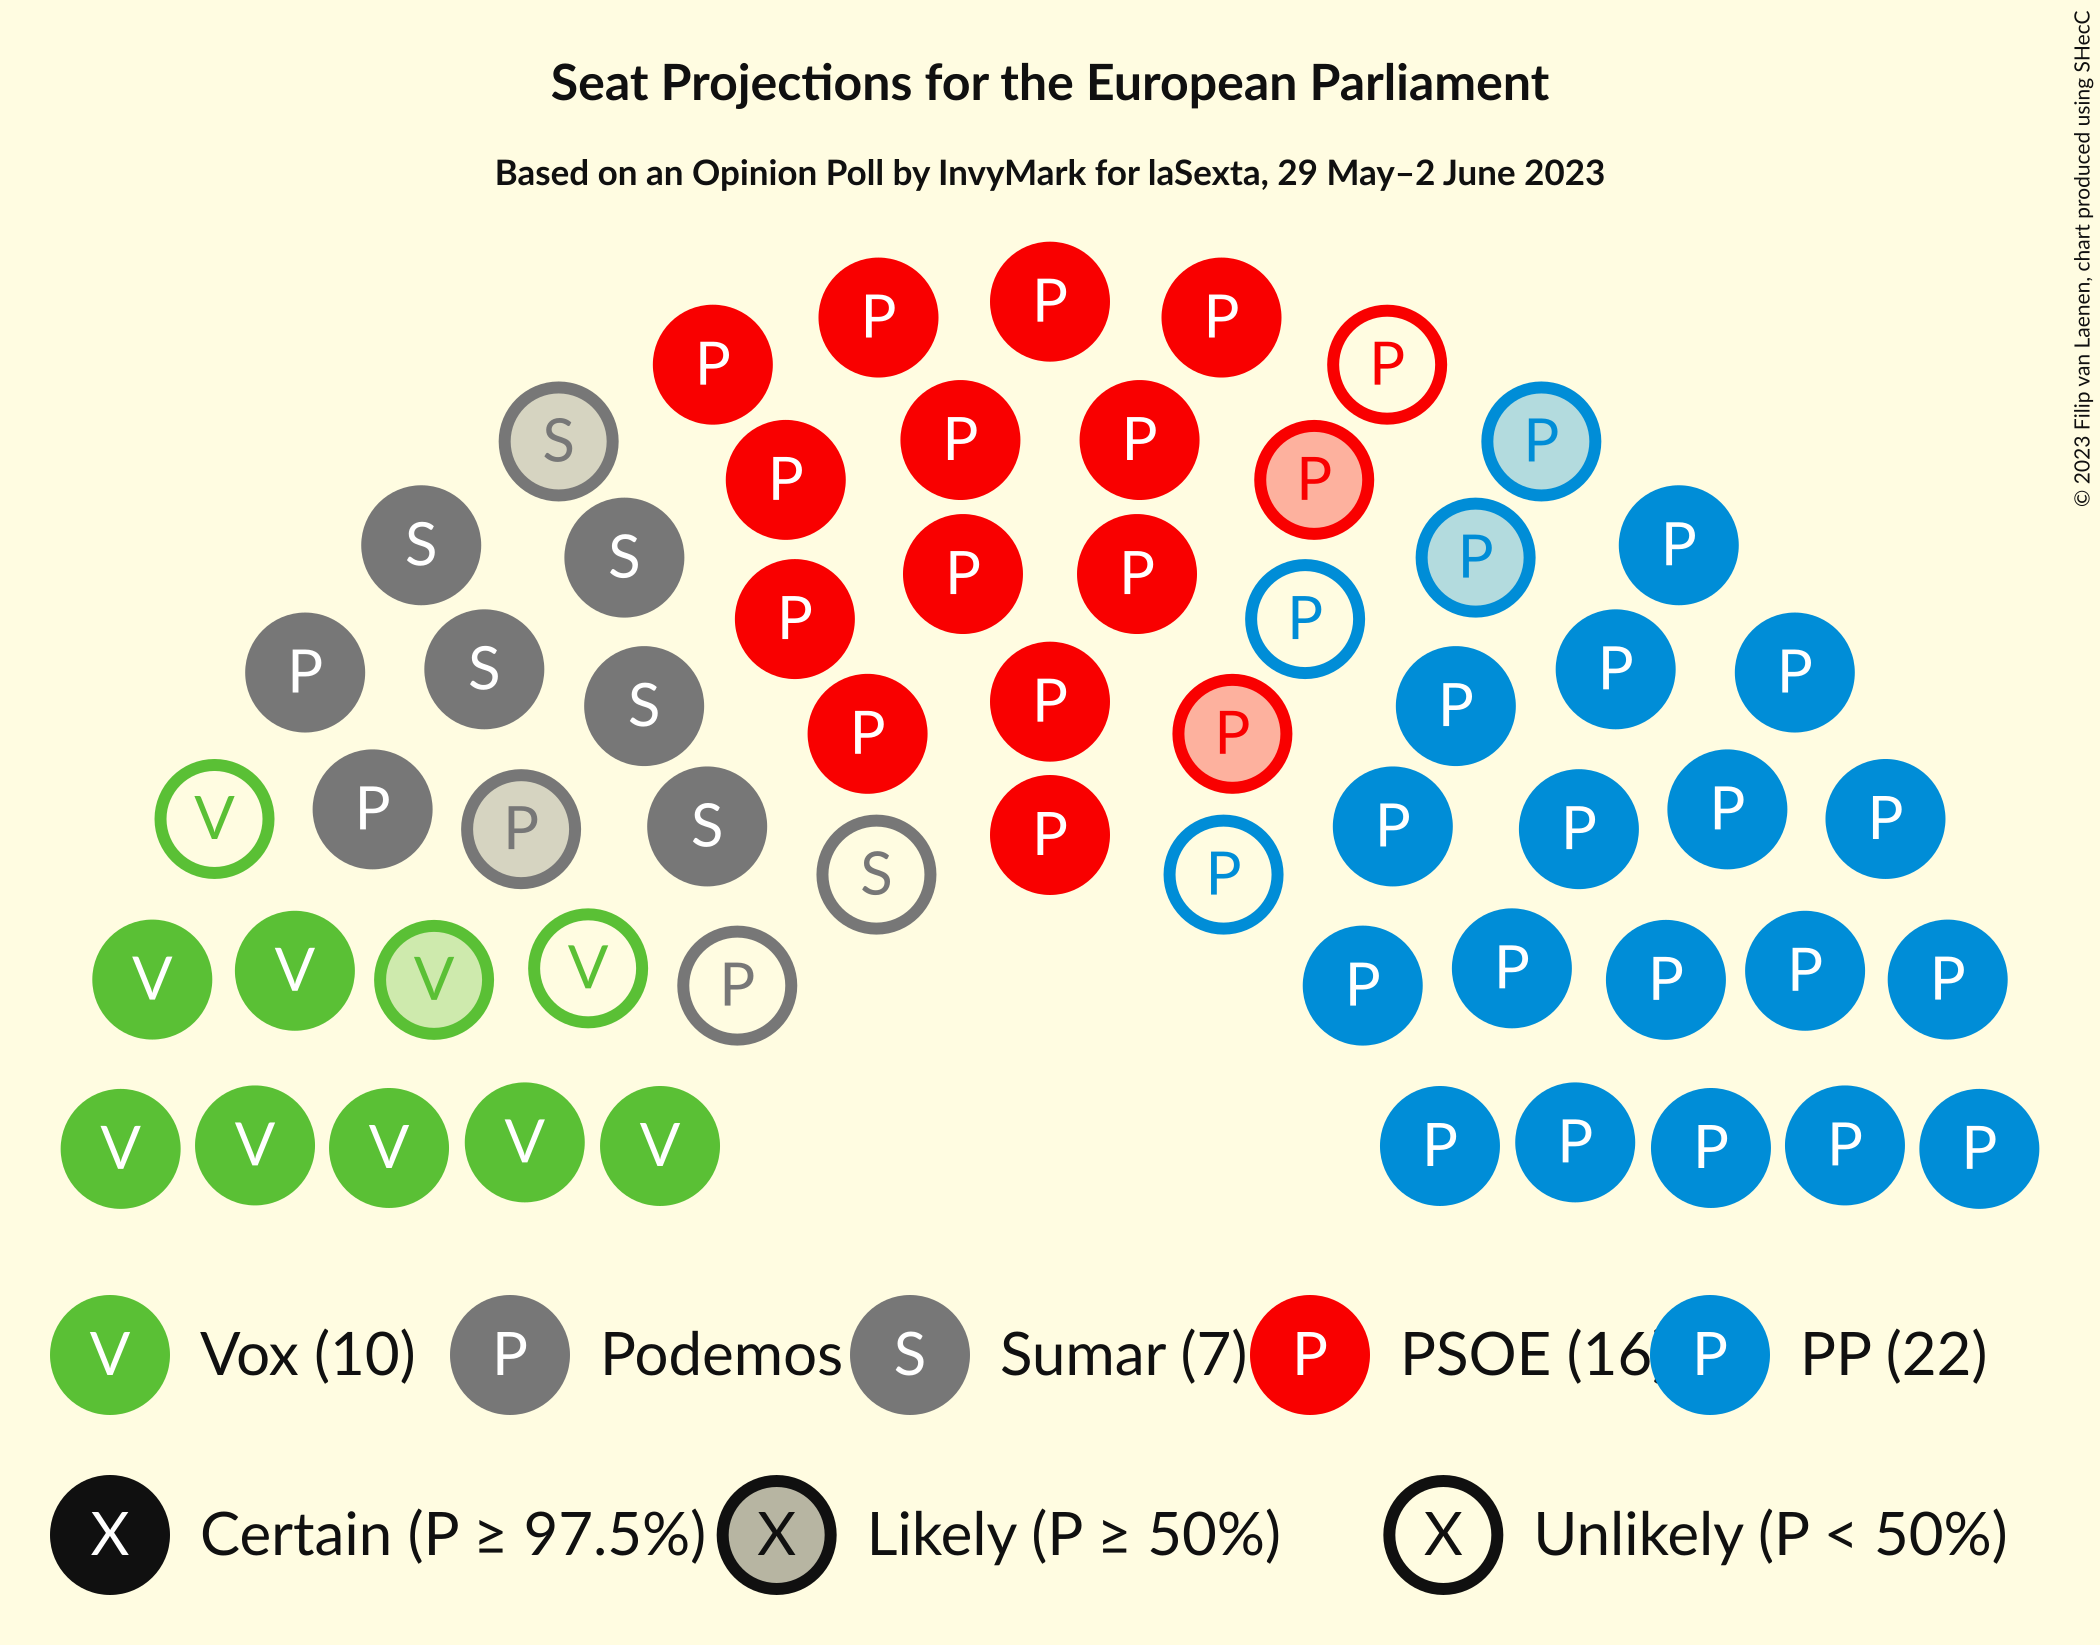 Seat Projections for the European Parliament
Based on an Opinion Poll by InvyMark for laSexta, 29 May–2 June 2023
© 2023 Filip van Laenen, chart produced using SHecC
P P P
P P P
S P P P P P
S S P P P P
P S S P P P P P
V P P S S P P P P P P
V V V V P P P P P P
V V V V V P P P P P
V Vox (10) P Podemos S Sumar (7) P PSOE (16 P PP (22)
X Certain (P ≥ 97.5%) X Likely (P ≥ 50%) X Unlikely (P < 50%)